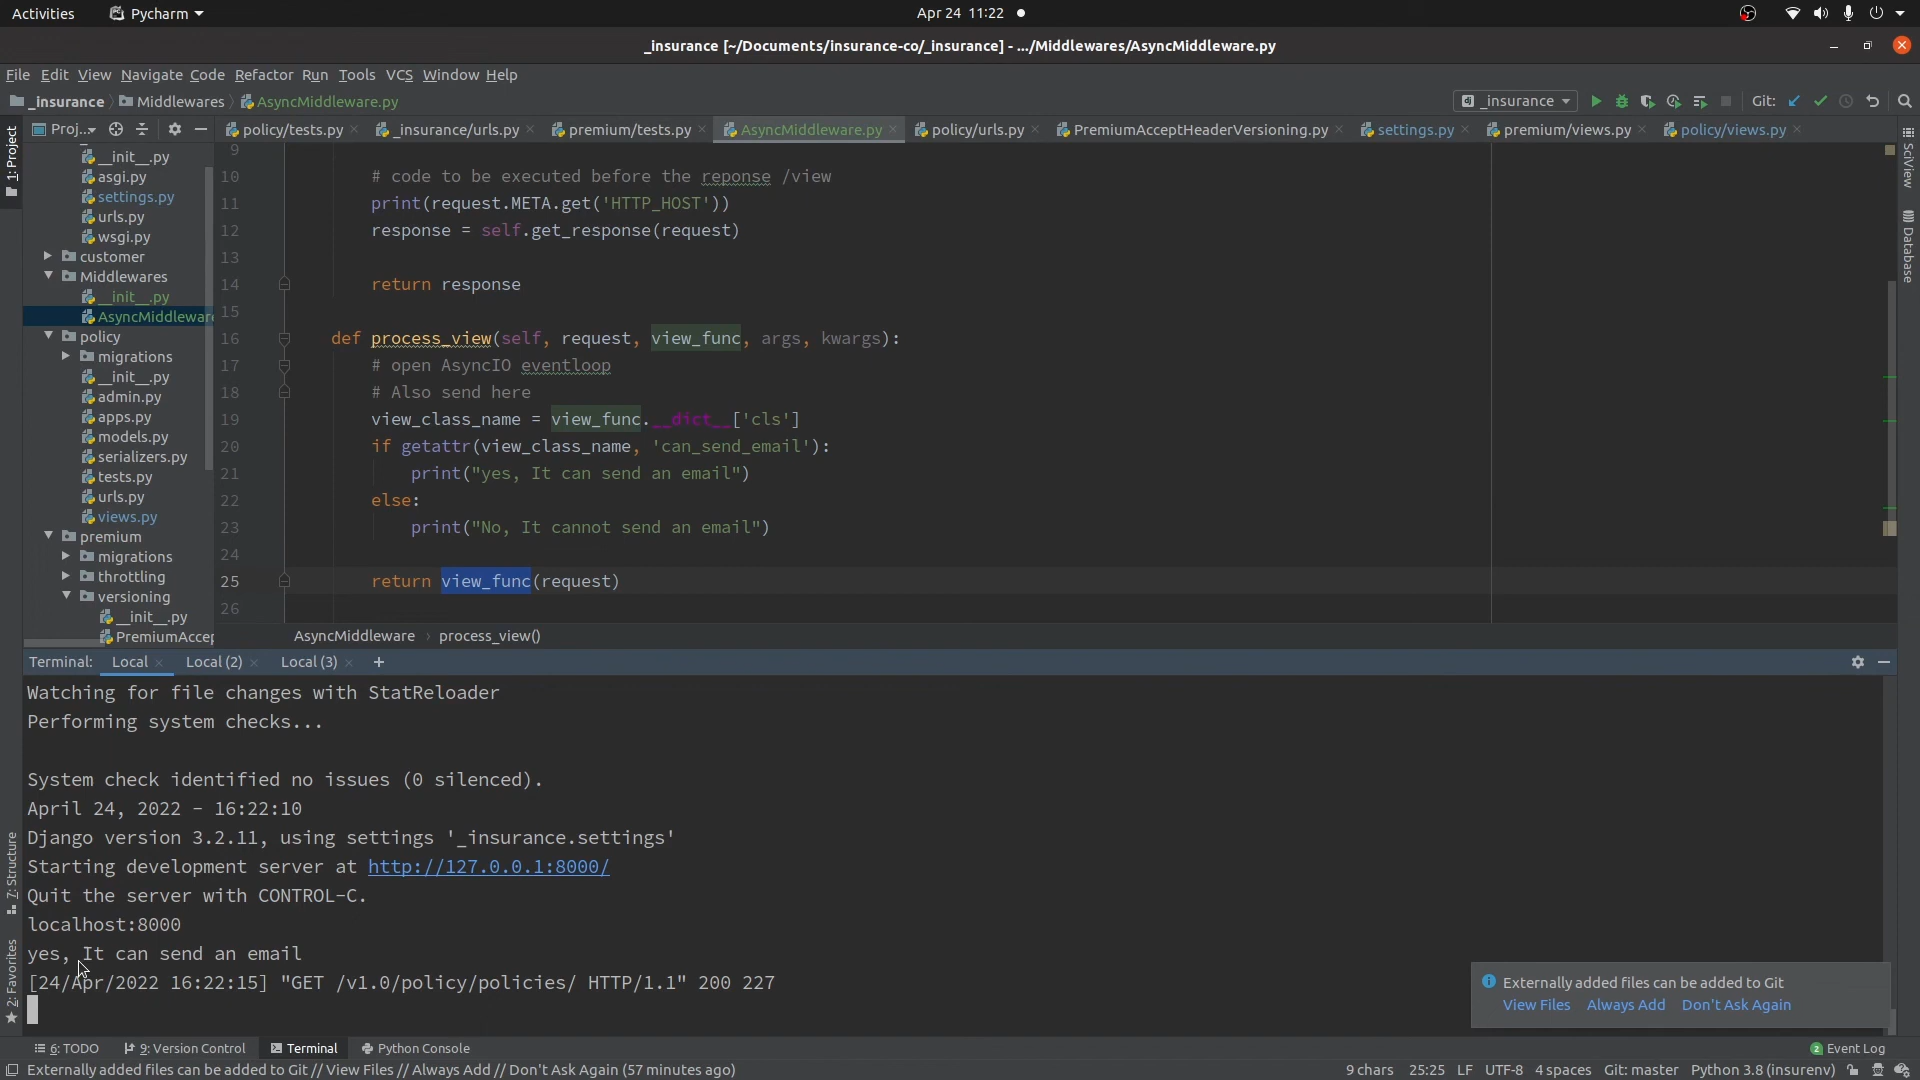 Activities
Pycharm
Apr 24 11:22
_insurance [~/Documents/insurance-co/_insurance] - .../Middlewares/AsyncMiddleware.py
File Edit View Navigate Code Refactor Run Tools VCS Window Help
_insurance Middlewares AsyncMiddleware.py
_insurance
Git:
Proj...
policy/tests.py
_insurance/urls.py
premium/tests.py
AsyncMiddleware.py
policy/urls.py
PremiumAcceptHeaderVersioning.py
settings.py
premium/views.py
policy/views.py
1: Project
__init__.py
asgi.py
settings.py
urls.py
wsgi.py
customer
Middlewares
__init__.py
AsyncMiddleware
policy
migrations
__init__.py
admin.py
apps.py
models.py
serializers.py
tests.py
urls.py
views.py
premium
migrations
throttling
versioning
__init__.py
PremiumAccep
9
10 # code to be executed before the reponse /view
11 print(request.META.get('HTTP_HOST'))
12 response = self.get_response(request)
13
14 return response
15
16 def process_view(self, request, view_func, args, kwargs):
17 # open AsyncIO eventloop
18 # Also send here
19 view_class_name = view_func.__dict__['cls']
20 if getattr(view_class_name, 'can_send_email'):
21 print("yes, It can send an email")
22 else:
23 print("No, It cannot send an email")
24
25 return view_func(request)
26
SciView
Database
AsyncMiddleware › process_view()
Terminal: Local Local (2) Local (3) +
Watching for file changes with StatReloader
Performing system checks...
System check identified no issues (0 silenced).
April 24, 2022 - 16:22:10
Django version 3.2.11, using settings '_insurance.settings'
Starting development server at http://127.0.0.1:8000/
Quit the server with CONTROL-C.
localhost:8000
yes, It can send an email
[24/Apr/2022 16:22:15] "GET /v1.0/policy/policies/ HTTP/1.1" 200 227
7: Structure
2: Favorites
Externally added files can be added to Git
View Files Always Add Don't Ask Again
6: TODO 9: Version Control Terminal Python Console
2 Event Log
Externally added files can be added to Git // View Files // Always Add // Don't Ask Again (57 minutes ago)
9 chars 25:25 LF UTF-8 4 spaces Git: master Python 3.8 (insurenv)